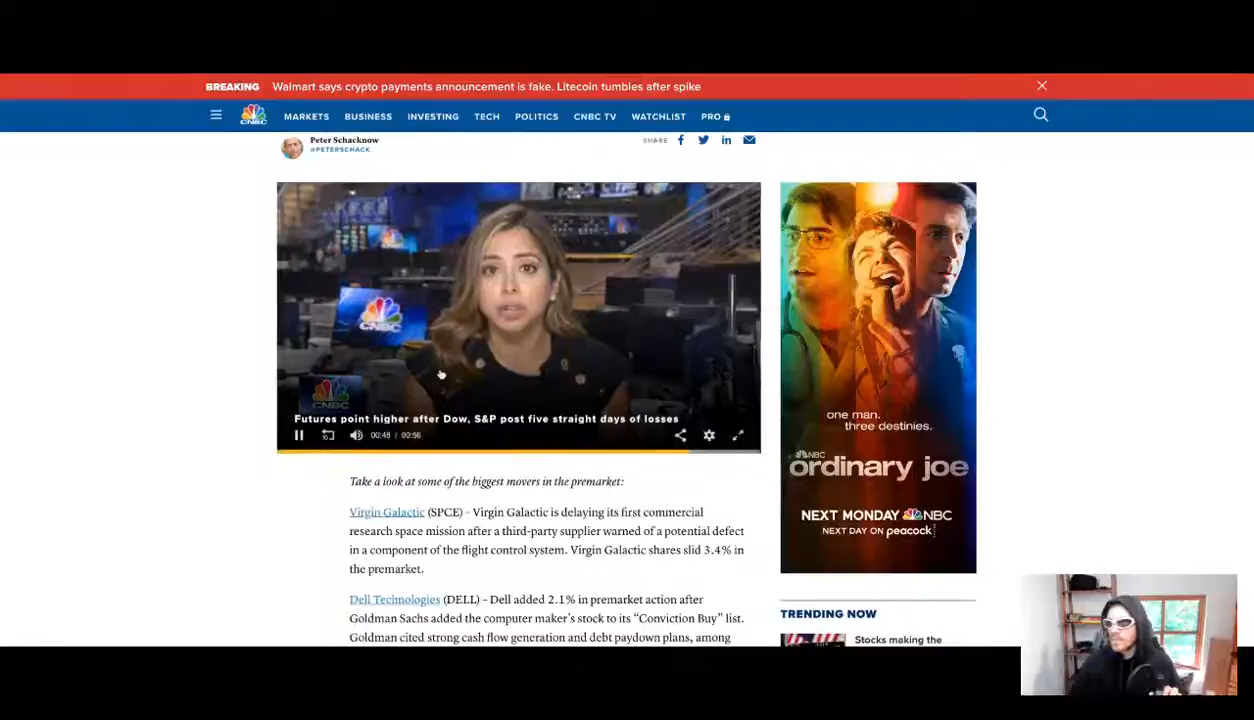 BREAKING Walmart says crypto payments announcement is fake. Litecoin tumbles after spike
CNBC MARKETS BUSINESS INVESTING TECH POLITICS CNBC TV WATCHLIST PRO
Peter Schacknow
@PETERSCHACK
SHARE
CNBC
CNBC
Futures point higher after Dow, S&P post five straight days of losses
00:48 / 00:56
Take a look at some of the biggest movers in the premarket:
Virgin Galactic (SPCE) – Virgin Galactic is delaying its first commercial
research space mission after a third-party supplier warned of a potential defect
in a component of the flight control system. Virgin Galactic shares slid 3.4% in
the premarket.
Dell Technologies (DELL) – Dell added 2.1% in premarket action after
Goldman Sachs added the computer maker's stock to its “Conviction Buy” list.
Goldman cited strong cash flow generation and debt paydown plans, among
one man.
three destinies.
NBC
ordinary joe
NEXT MONDAY NBC
NEXT DAY ON peacock
TRENDING NOW
Stocks making the